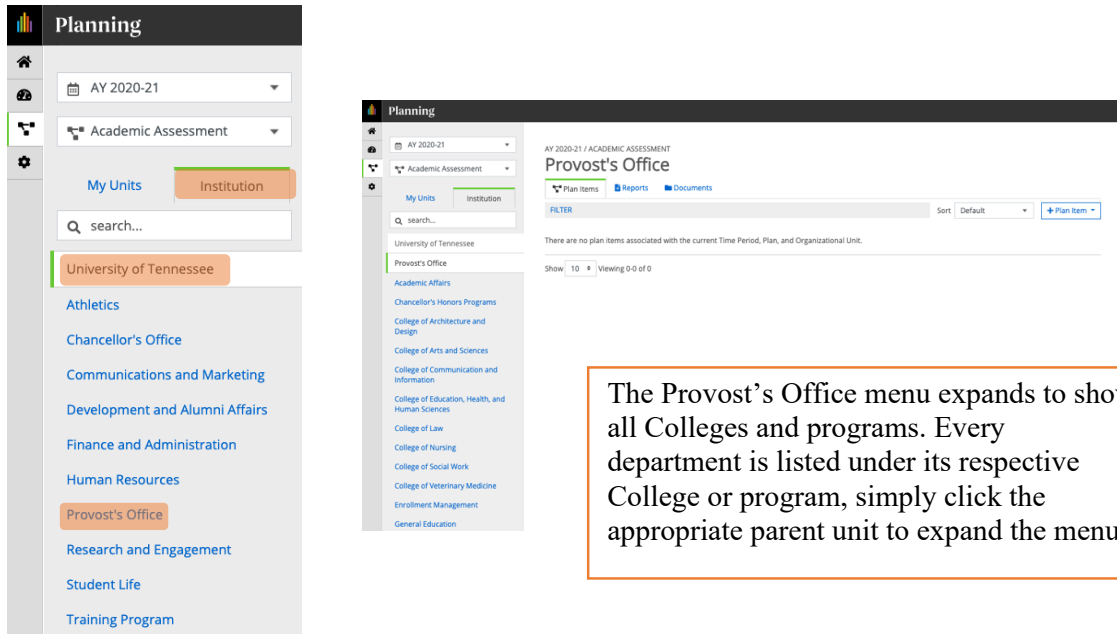 Planning
AY 2020-21
Academic Assessment
My Units
Institution
search...
University of Tennessee
Athletics
Chancellor's Office
Communications and Marketing
Development and Alumni Affairs
Finance and Administration
Human Resources
Provost's Office
Research and Engagement
Student Life
Training Program
Planning
AY 2020-21
Academic Assessment
My Units
Institution
search...
University of Tennessee
Provost's Office
Academic Affairs
Chancellor's Honors Programs
College of Architecture and
Design
College of Arts and Sciences
College of Communication and
Information
College of Education, Health, and
Human Sciences
College of Law
College of Nursing
College of Social Work
College of Veterinary Medicine
Enrollment Management
General Education
AY 2020-21 / ACADEMIC ASSESSMENT
Provost's Office
Plan Items Reports Documents
FILTER Sort Default + Plan Item
There are no plan items associated with the current Time Period, Plan, and Organizational Unit.
Show 10 Viewing 0-0 of 0
The Provost’s Office menu expands to sho
all Colleges and programs. Every
department is listed under its respective
College or program, simply click the
appropriate parent unit to expand the menu